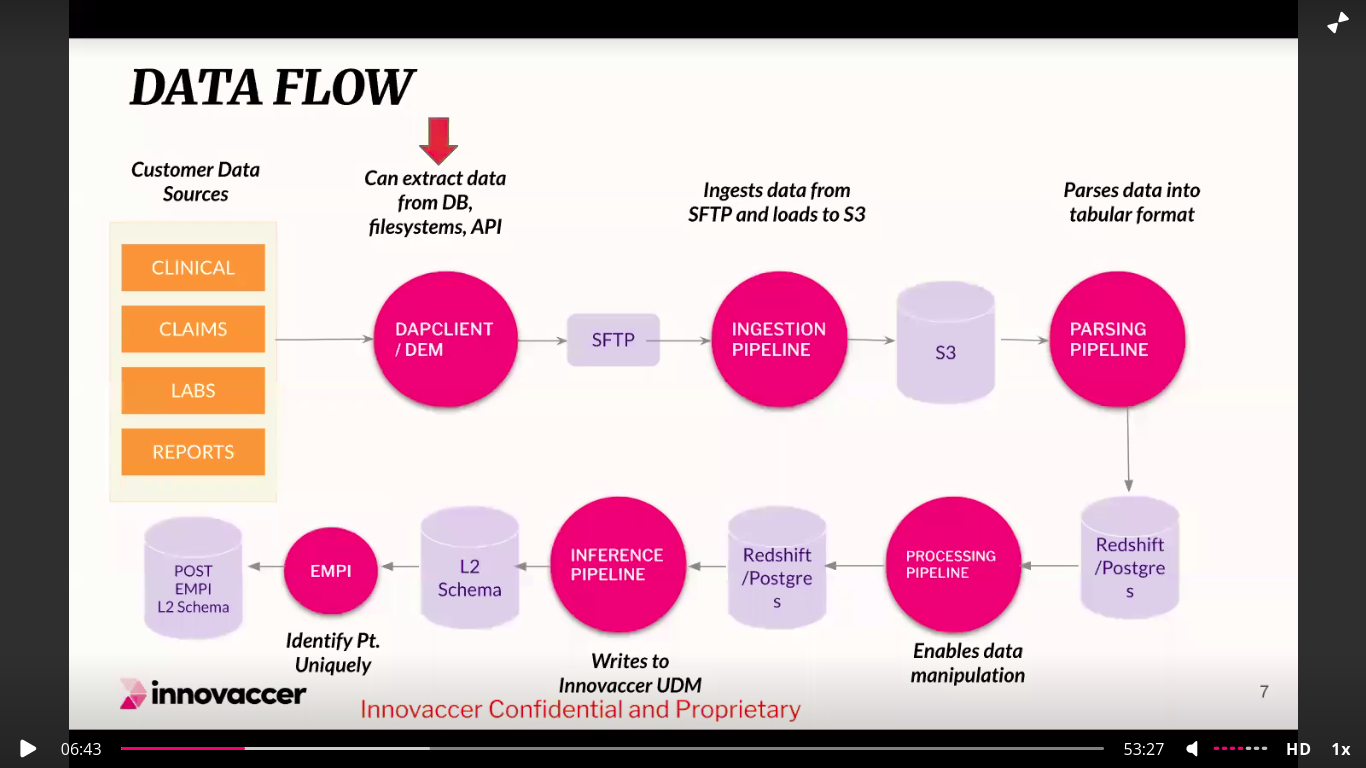 DATA FLOW
Customer Data
Sources
Can extract data
from DB,
filesystems, API
Ingests data from
SFTP and loads to S3
Parses data into
tabular format
CLINICAL
CLAIMS
LABS
REPORTS
DAPCLIENT
/ DEM
SFTP
INGESTION
PIPELINE
S3
PARSING
PIPELINE
POST
EMPI
L2 Schema
EMPI
L2
Schema
INFERENCE
PIPELINE
Redshift
/Postgre
s
PROCESSING
PIPELINE
Redshift
/Postgre
s
Identify Pt.
Uniquely
Writes to
Innovaccer UDM
Enables data
manipulation
innovaccer
Innovaccer Confidential and Proprietary
7
06:43
53:27
HD
1x